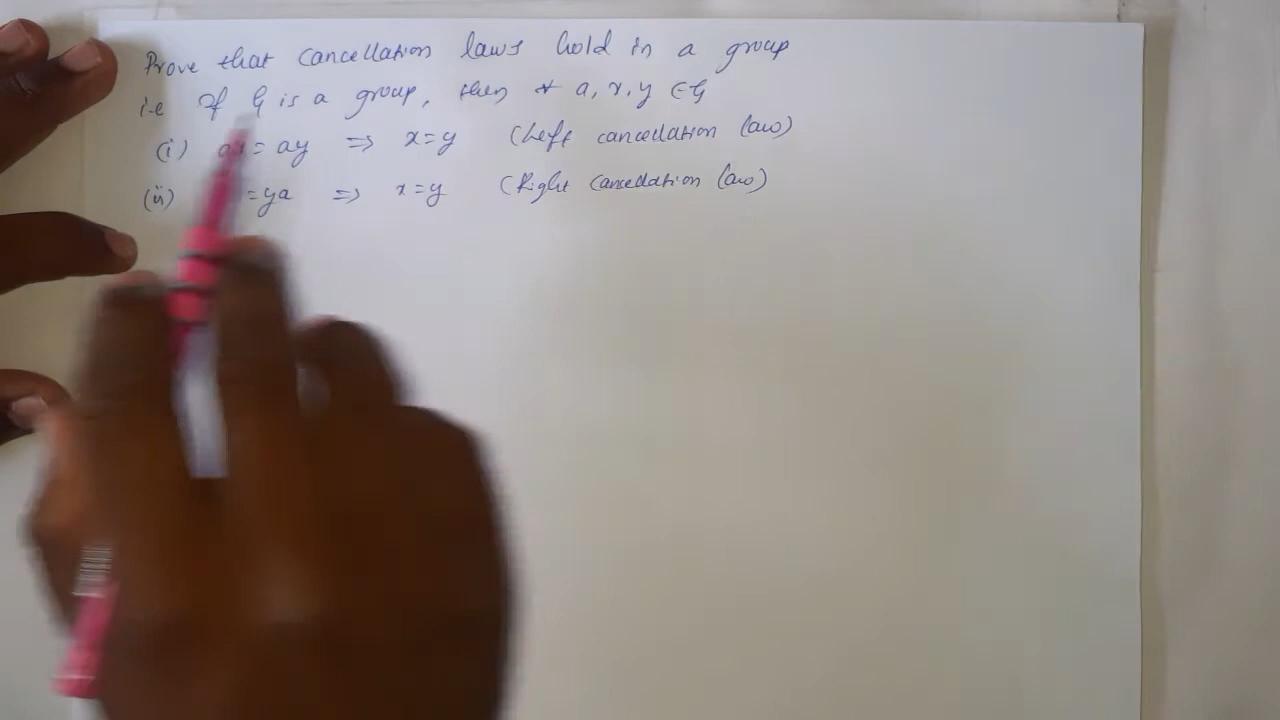 Prove that cancellation laws hold in a group
i.e If G is a group, then ∀ a, x, y ∈ G
(i) ax = ay ⇒ x = y (Left cancellation law)
(ii) = ya ⇒ x = y (Right cancellation law)